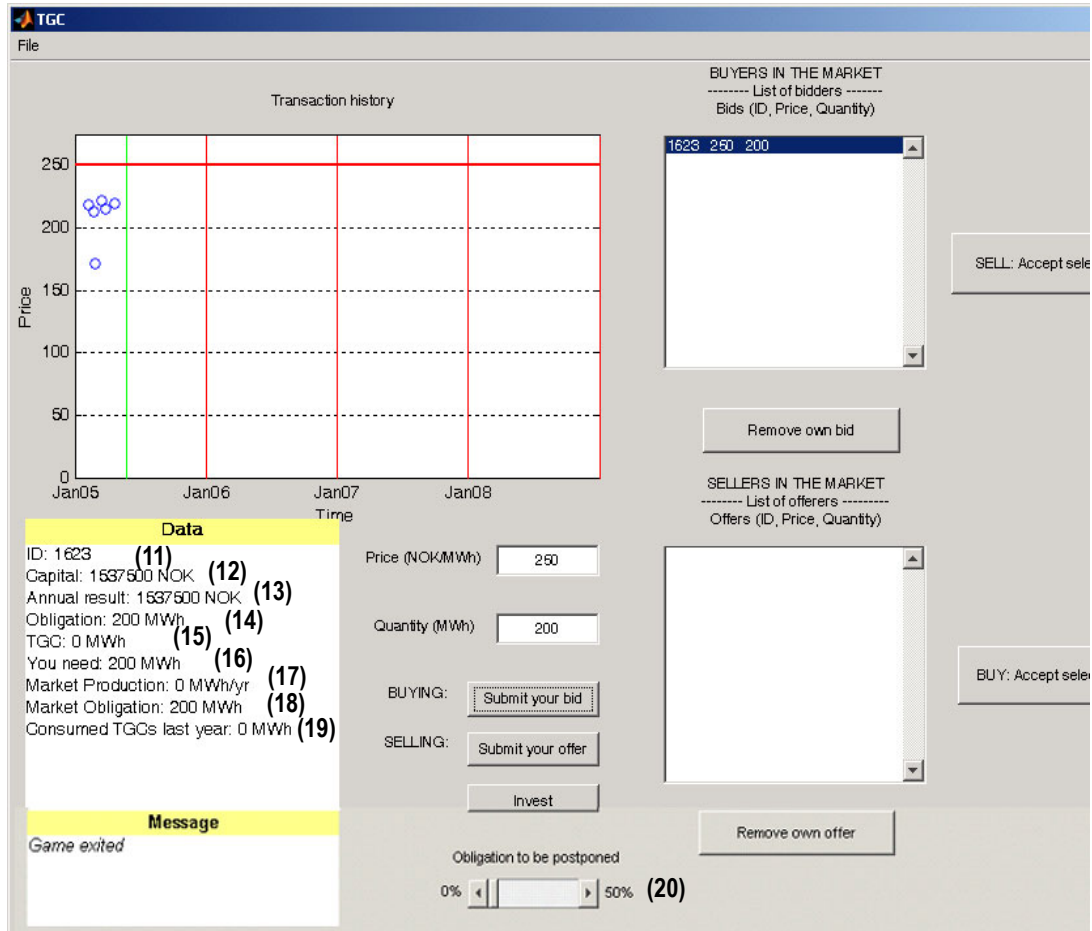 TGC
File
Transaction history
250
200
150
100
50
0
Price
Jan05 Jan06 Jan07 Jan08
Time
BUYERS IN THE MARKET
-------- List of bidders -------
Bids (ID, Price, Quantity)
1623 250 200
SELL: Accept sele
Remove own bid
SELLERS IN THE MARKET
-------- List of offerers ---------
Offers (ID, Price, Quantity)
BUY: Accept sele
Remove own offer
Data
ID: 1623 (11)
Capital: 1537500 NOK (12)
Annual result: 1537500 NOK (13)
Obligation: 200 MWh (14)
TGC: 0 MWh (15)
You need: 200 MWh (16)
Market Production: 0 MWh/yr (17)
Market Obligation: 200 MWh (18)
Consumed TGCs last year: 0 MWh (19)
Message
Game exited
Price (NOK/MWh) 250
Quantity (MWh) 200
BUYING: Submit your bid
SELLING: Submit your offer
Invest
Obligation to be postponed
0% 50% (20)